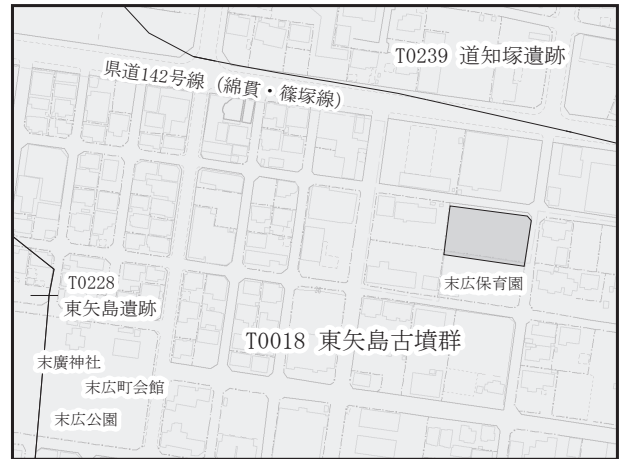 T0239 道知塚遺跡
県道142号線（綿貫・篠塚線）
末広保育園
T0228
東矢島遺跡
T0018 東矢島古墳群
末廣神社
末広町会館
末広公園